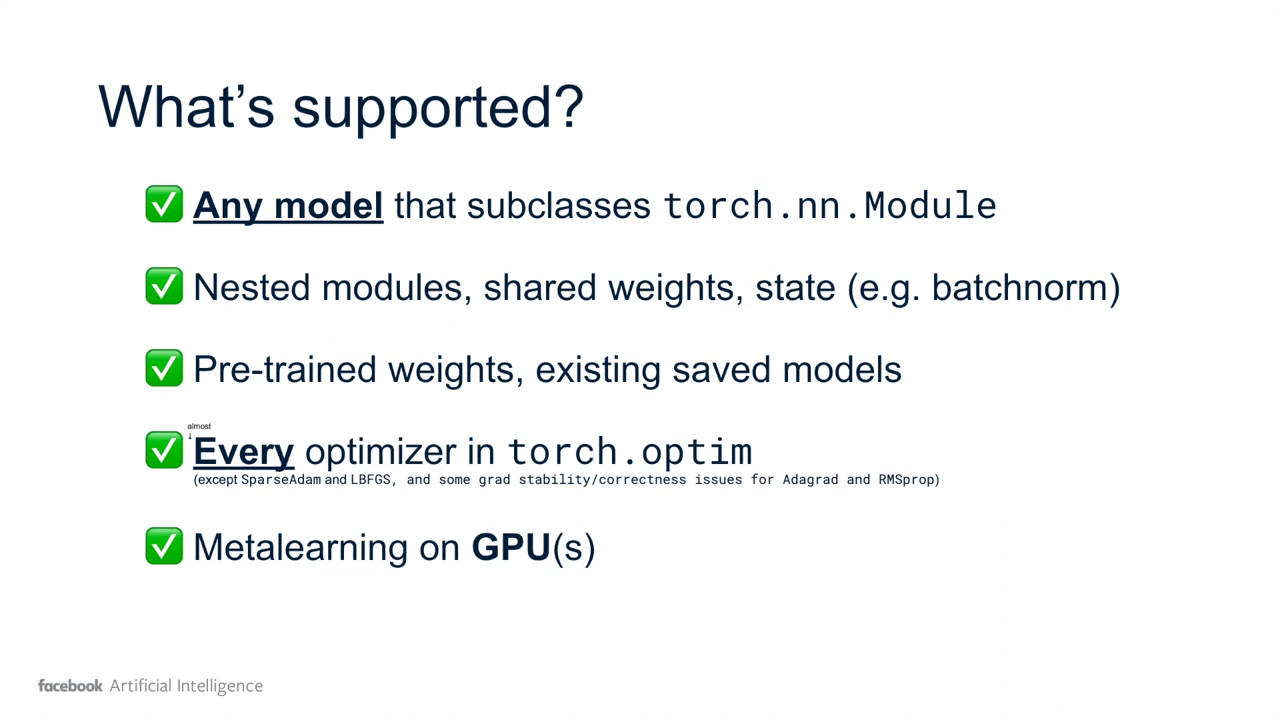 What’s supported?
✅ Any model that subclasses torch.nn.Module
✅ Nested modules, shared weights, state (e.g. batchnorm)
✅ Pre-trained weights, existing saved models
almost
↓
✅ Every optimizer in torch.optim
(except SparseAdam and LBFGS, and some grad stability/correctness issues for Adagrad and RMSprop)
✅ Metalearning on GPU(s)
facebook Artificial Intelligence